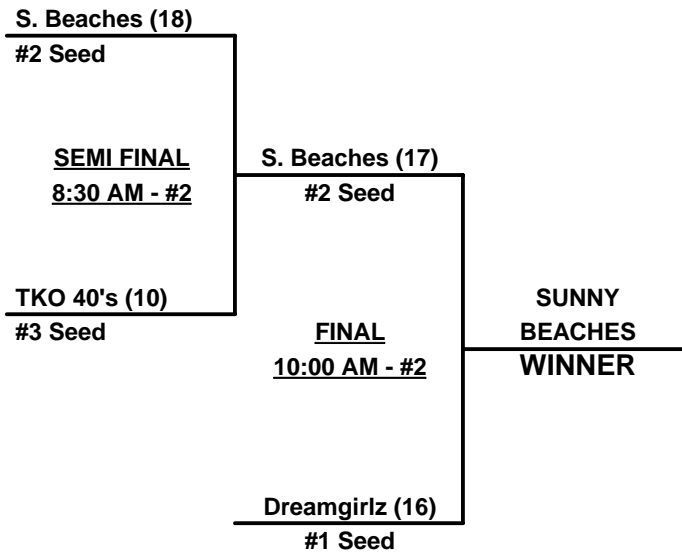 S. Beaches (18)
#2 Seed
SEMI FINAL
8:30 AM - #2
TKO 40's (10)
#3 Seed
S. Beaches (17)
#2 Seed
FINAL
10:00 AM - #2
Dreamgirlz (16)
#1 Seed
SUNNY
BEACHES
WINNER